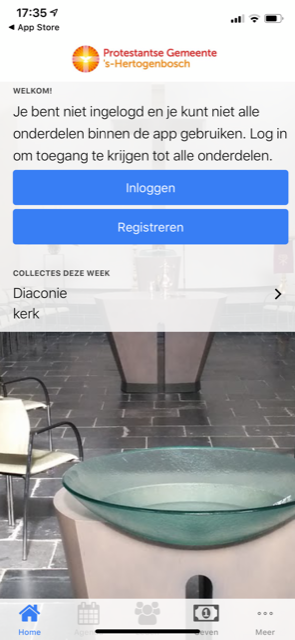 17:35
◀ App Store
Protestantse Gemeente
's-Hertogenbosch
WELKOM!
Je bent niet ingelogd en je kunt niet alle
onderdelen binnen de app gebruiken. Log in
om toegang te krijgen tot alle onderdelen.
Inloggen
Registreren
COLLECTES DEZE WEEK
Diaconie
kerk
Home
Meer